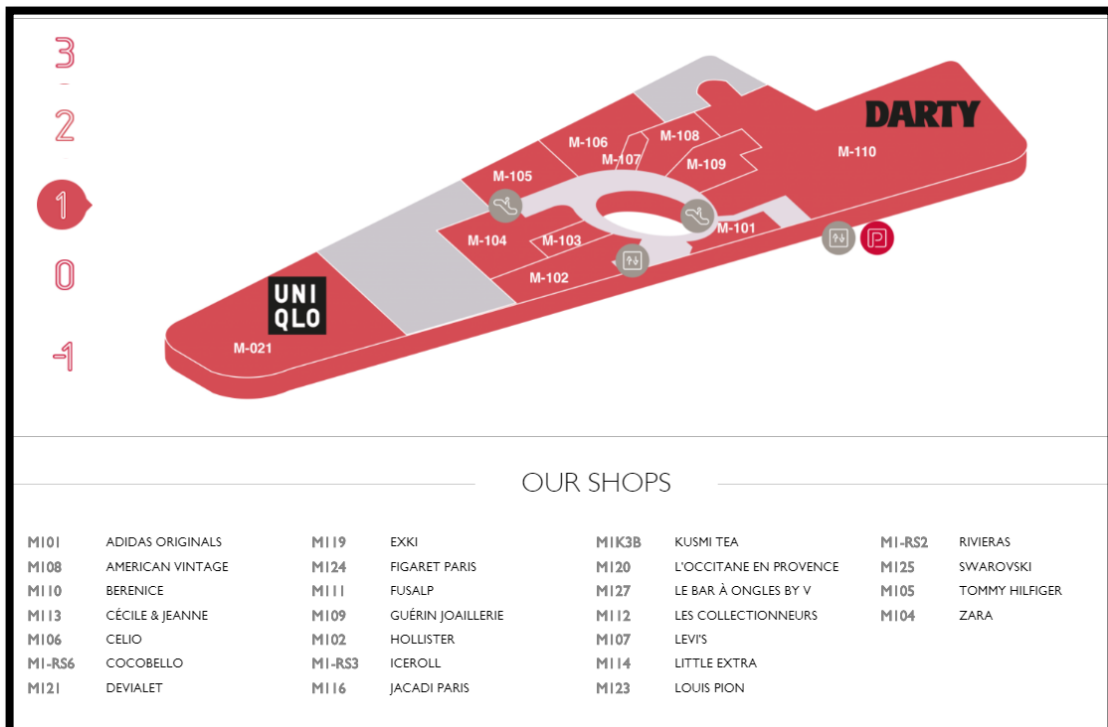 3
2
1
0
-1
DARTY
M-106
M-108
M-107
M-110
M-109
M-105
M-101
M-104
M-103
M-102
UNI
QLO
M-021
P
OUR SHOPS
M101 ADIDAS ORIGINALS
M108 AMERICAN VINTAGE
M110 BERENICE
M113 CÉCILE & JEANNE
M106 CELIO
M1-RS6 COCOBELLO
M121 DEVIALET
M119 EXKI
M124 FIGARET PARIS
M111 FUSALP
M109 GUÉRIN JOAILLERIE
M102 HOLLISTER
M1-RS3 ICEROLL
M116 JACADI PARIS
M1K3B KUSMI TEA
M120 L'OCCITANE EN PROVENCE
M127 LE BAR À ONGLES BY V
M112 LES COLLECTIONNEURS
M107 LEVI'S
M114 LITTLE EXTRA
M123 LOUIS PION
M1-RS2 RIVIERAS
M125 SWAROVSKI
M105 TOMMY HILFIGER
M104 ZARA